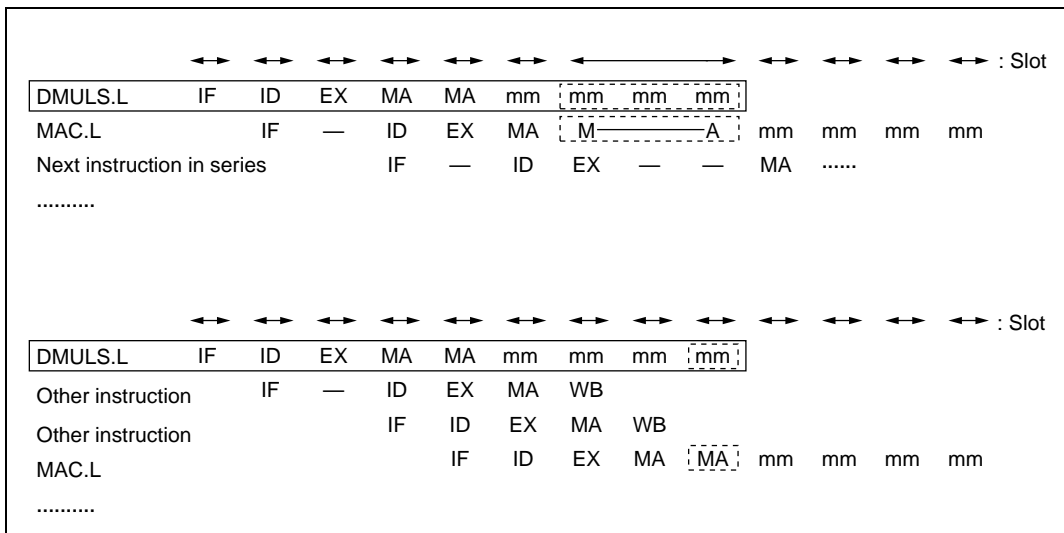 : Slot
DMULS.L IF ID EX MA MA mm mm mm mm
MAC.L IF — ID EX MA M A mm mm mm mm
Next instruction in series IF — ID EX — — MA ......
..........
: Slot
DMULS.L IF ID EX MA MA mm mm mm mm
Other instruction IF — ID EX MA WB
Other instruction IF ID EX MA WB
MAC.L IF ID EX MA MA mm mm mm mm
..........